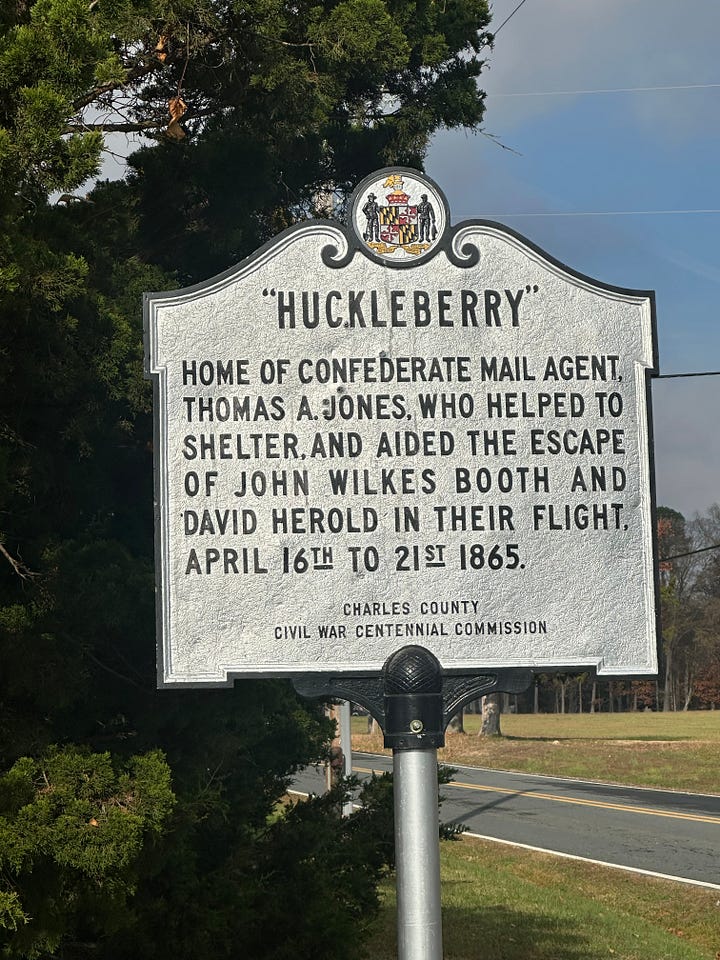 "HUCKLEBERRY"
HOME OF CONFEDERATE MAIL AGENT,
THOMAS A. JONES, WHO HELPED TO
SHELTER, AND AIDED THE ESCAPE
OF JOHN WILKES BOOTH AND
DAVID HEROLD IN THEIR FLIGHT,
APRIL 16TH TO 21ST 1865.
CHARLES COUNTY
CIVIL WAR CENTENNIAL COMMISSION